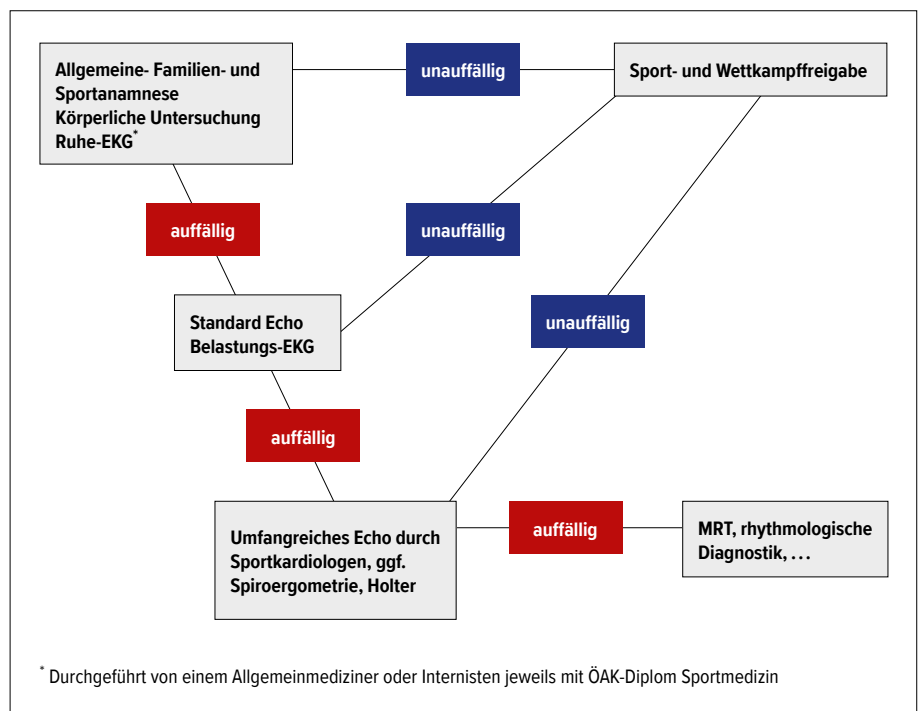 Allgemeine- Familien- und
Sportanamnese
Körperliche Untersuchung
Ruhe-EKG*
unauffällig
Sport- und Wettkampffreigabe
auffällig
unauffällig
Standard Echo
Belastungs-EKG
unauffällig
auffällig
Umfangreiches Echo durch
Sportkardiologen, ggf.
Spiroergometrie, Holter
auffällig
MRT, rhythmologische
Diagnostik, ...
* Durchgeführt von einem Allgemeinmediziner oder Internisten jeweils mit ÖAK-Diplom Sportmedizin